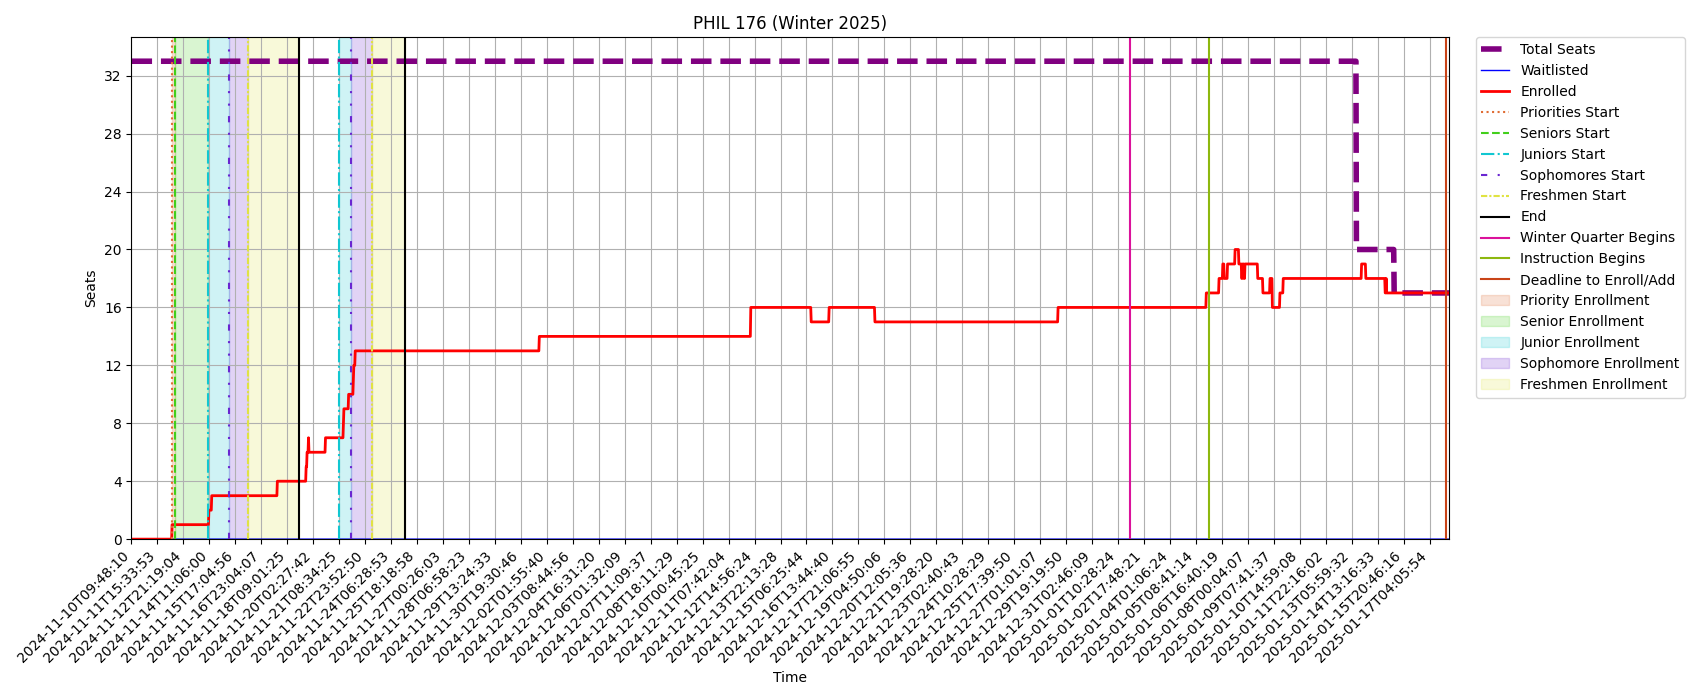 PHIL 176 (Winter 2025)
Seats
32
28
24
20
16
12
8
4
0
2024-11-10T09:48:10
2024-11-11T15:33:53
2024-11-12T21:19:04
2024-11-14T11:06:00
2024-11-15T17:04:56
2024-11-16T23:04:07
2024-11-18T09:01:25
2024-11-20T02:27:42
2024-11-21T08:34:25
2024-11-22T23:52:50
2024-11-24T06:28:53
2024-11-25T18:18:58
2024-11-27T00:26:03
2024-11-28T06:58:23
2024-11-29T13:24:33
2024-11-30T19:30:46
2024-12-02T01:55:40
2024-12-03T08:44:56
2024-12-04T16:31:20
2024-12-06T01:32:09
2024-12-07T11:09:37
2024-12-08T18:11:29
2024-12-10T00:45:25
2024-12-11T07:42:04
2024-12-12T14:56:24
2024-12-13T22:13:28
2024-12-15T06:25:44
2024-12-16T13:44:40
2024-12-17T21:06:55
2024-12-19T04:50:06
2024-12-20T12:05:36
2024-12-21T19:28:20
2024-12-23T02:40:43
2024-12-24T10:28:29
2024-12-25T17:39:50
2024-12-27T01:01:07
2024-12-29T19:19:50
2024-12-31T02:46:09
2025-01-01T10:28:24
2025-01-02T17:48:21
2025-01-04T01:06:24
2025-01-05T08:41:14
2025-01-06T16:40:19
2025-01-08T00:04:07
2025-01-09T07:41:37
2025-01-10T14:59:08
2025-01-11T22:16:02
2025-01-13T05:59:32
2025-01-14T13:16:33
2025-01-15T20:46:16
2025-01-17T04:05:54
Time
Total Seats
Waitlisted
Enrolled
Priorities Start
Seniors Start
Juniors Start
Sophomores Start
Freshmen Start
End
Winter Quarter Begins
Instruction Begins
Deadline to Enroll/Add
Priority Enrollment
Senior Enrollment
Junior Enrollment
Sophomore Enrollment
Freshmen Enrollment